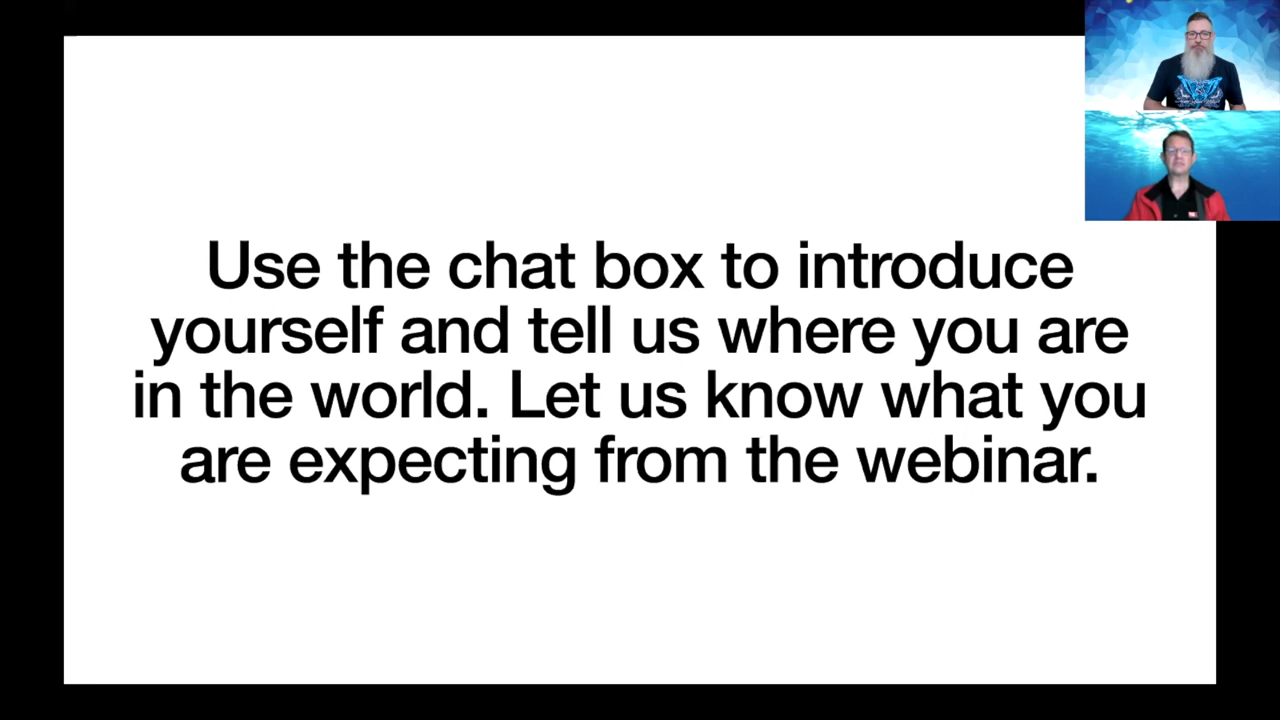 Use the chat box to introduce
yourself and tell us where you are
in the world. Let us know what you
are expecting from the webinar.